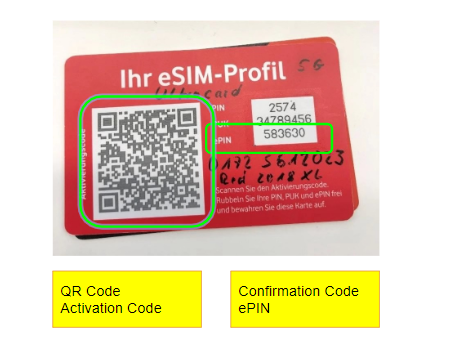 Ihr eSIM-Profil 5G
Ultracard
PIN 2574
PUK 34789456
ePIN 583630
Aktivierungscode
0172 5612023
Red 2018 XL
Scannen Sie den Aktivierungscode.
Rubbeln Sie Ihre PIN, PUK und ePIN frei
und bewahren Sie diese Karte auf.
QR Code
Activation Code
Confirmation Code
ePIN